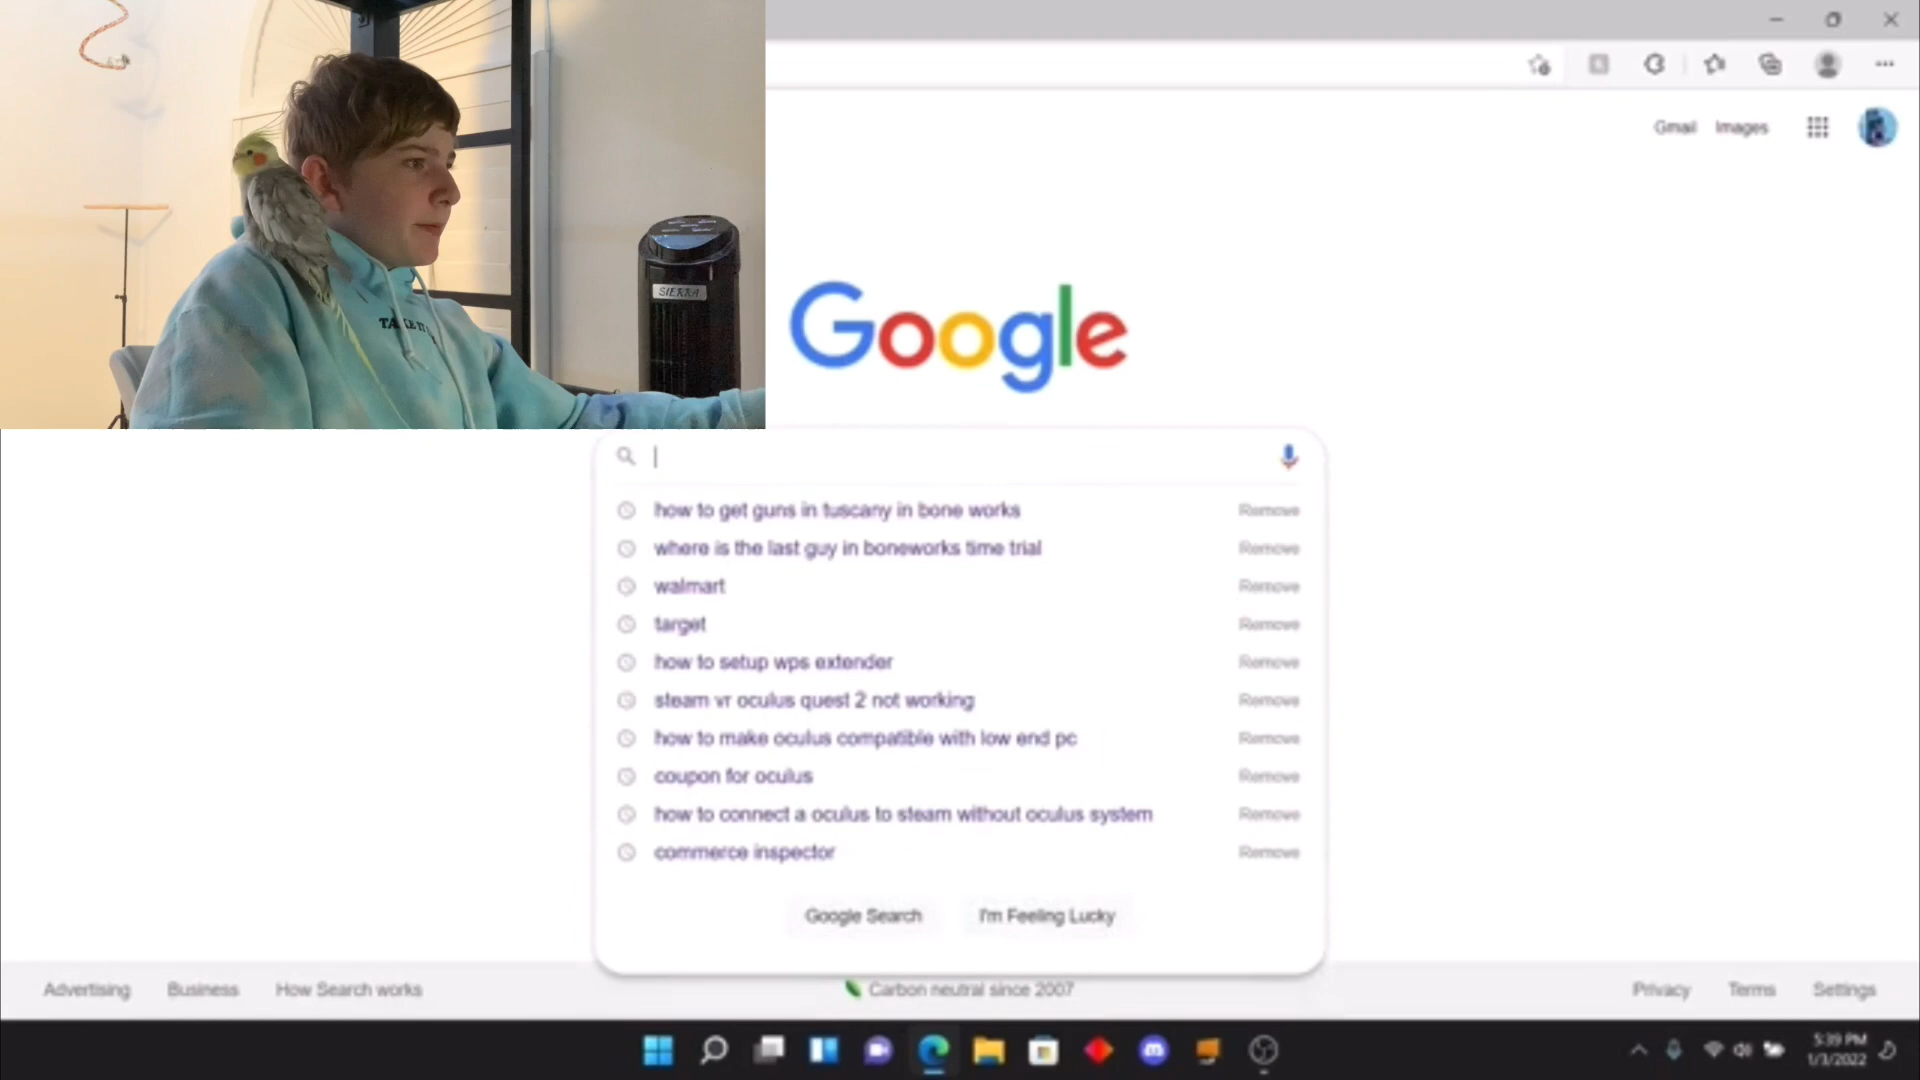 Gmail Images
SIERRA
Google
how to get guns in tuscany in bone works Remove
where is the last guy in boneworks time trial Remove
walmart Remove
target Remove
how to setup wps extender Remove
steam vr oculus quest 2 not working Remove
how to make oculus compatible with low end pc Remove
coupon for oculus Remove
how to connect a oculus to steam without oculus system Remove
commerce inspector Remove
Google Search I'm Feeling Lucky
Advertising Business How Search works Carbon neutral since 2007 Privacy Terms Settings
5:39 PM
1/3/2022